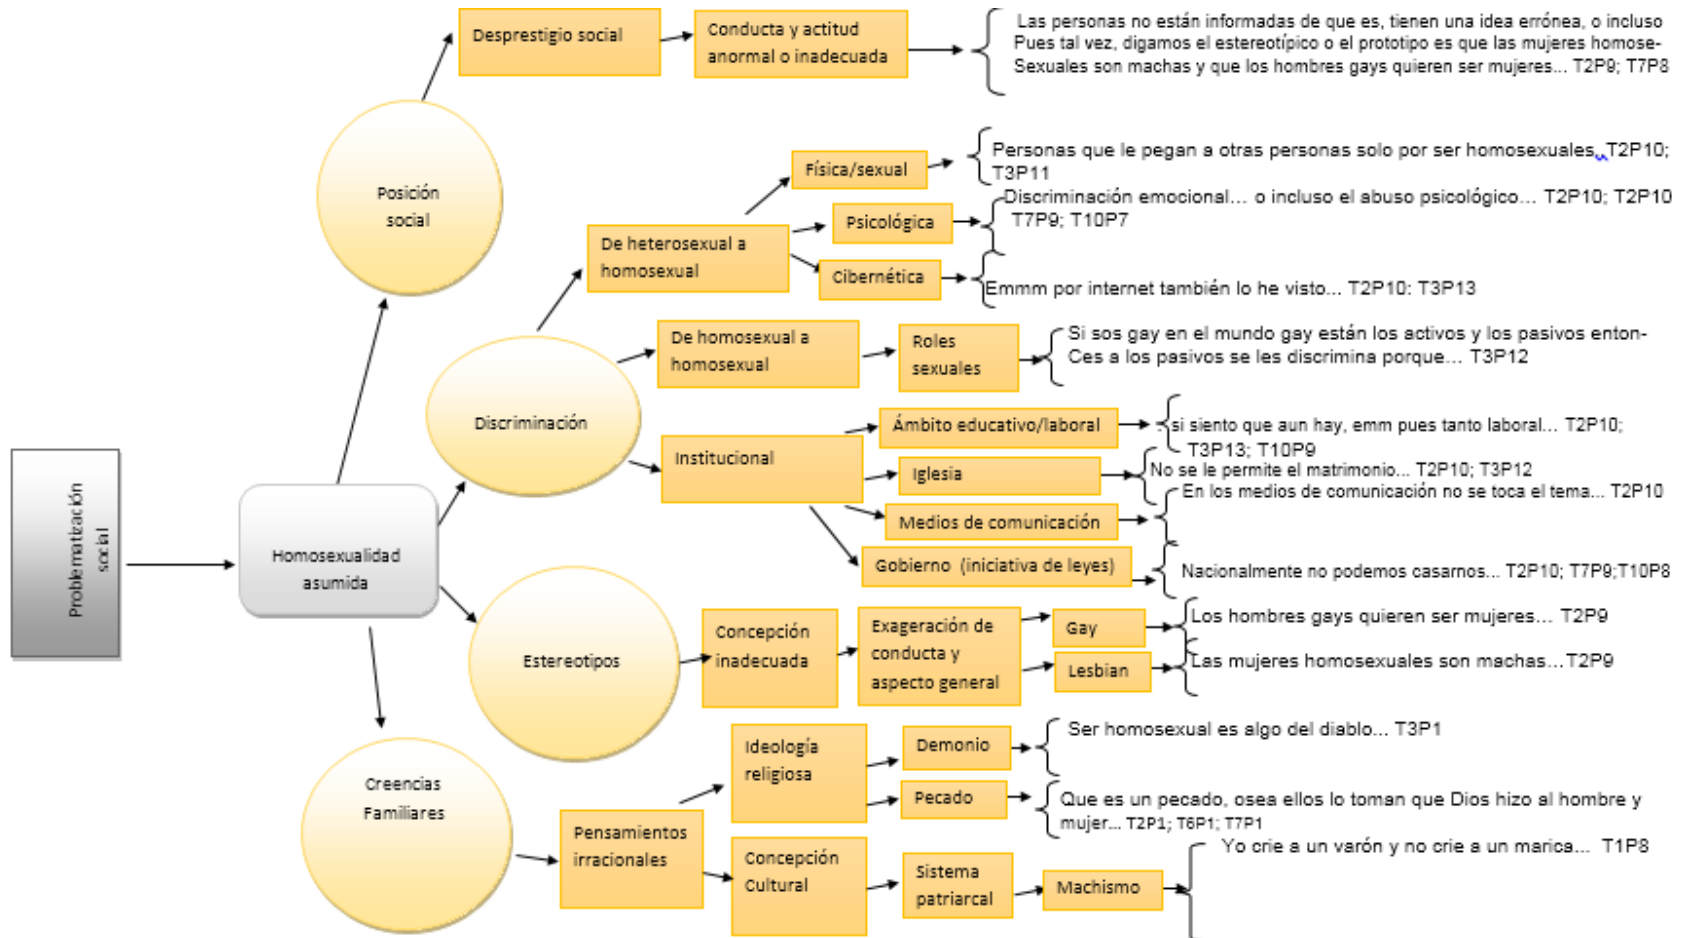 Problematización
social
Homosexualidad
asumida
Posición
social
Desprestigio social
Conducta y actitud
anormal o inadecuada
Las personas no están informadas de que es, tienen una idea errónea, o incluso
Pues tal vez, digamos el estereotípico o el prototipo es que las mujeres homose-
Sexuales son machas y que los hombres gays quieren ser mujeres... T2P9; T7P8
Discriminación
De heterosexual a
homosexual
Física/sexual
Personas que le pegan a otras personas solo por ser homosexuales, T2P10;
T3P11
Psicológica
Discriminación emocional... o incluso el abuso psicológico... T2P10; T2P10
T7P9; T10P7
Cibernética
Emmm por internet también lo he visto... T2P10: T3P13
De homosexual a
homosexual
Roles
sexuales
Si sos gay en el mundo gay están los activos y los pasivos enton-
Ces a los pasivos se les discrimina porque... T3P12
Institucional
Ámbito educativo/laboral
si siento que aun hay, emm pues tanto laboral... T2P10;
T3P13; T10P9
Iglesia
No se le permite el matrimonio... T2P10; T3P12
Medios de comunicación
En los medios de comunicación no se toca el tema... T2P10
Gobierno (iniciativa de leyes)
Nacionalmente no podemos casarnos... T2P10; T7P9;T10P8
Estereotipos
Concepción
inadecuada
Exageración de
conducta y
aspecto general
Gay
Los hombres gays quieren ser mujeres... T2P9
Lesbian
Las mujeres homosexuales son machas...T2P9
Creencias
Familiares
Pensamientos
irracionales
Ideología
religiosa
Demonio
Ser homosexual es algo del diablo... T3P1
Pecado
Que es un pecado, osea ellos lo toman que Dios hizo al hombre y
mujer... T2P1; T6P1; T7P1
Concepción
Cultural
Sistema
patriarcal
Machismo
Yo crie a un varón y no crie a un marica... T1P8